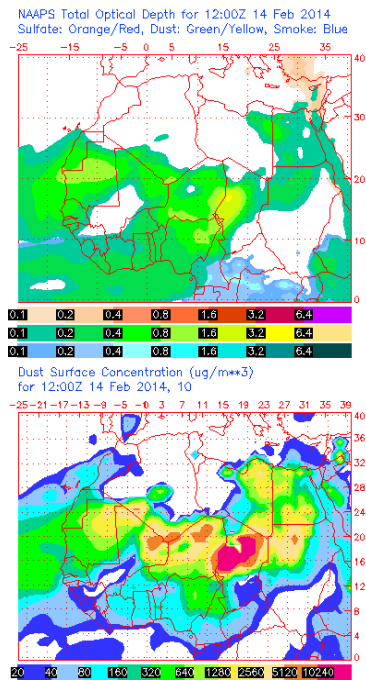 NAAPS Total Optical Depth for 12:00Z 14 Feb 2014
Sulfate: Orange/Red, Dust: Green/Yellow, Smoke: Blue
-25 -15 -5 0 5 15 25 35 40
40
30
20
10
0
0.1 0.2 0.4 0.8 1.6 3.2 6.4
0.1 0.2 0.4 0.8 1.6 3.2 6.4
0.1 0.2 0.4 0.8 1.6 3.2 6.4
Dust Surface Concentration (ug/m**3)
for 12:00Z 14 Feb 2014, 10
-25 -21 -17 -13 -9 -5 -1 0 3 7 11 15 19 23 27 31 35 39
40
36
32
28
24
20
16
12
8
4
0
20 40 80 160 320 640 1280 2560 5120 10240